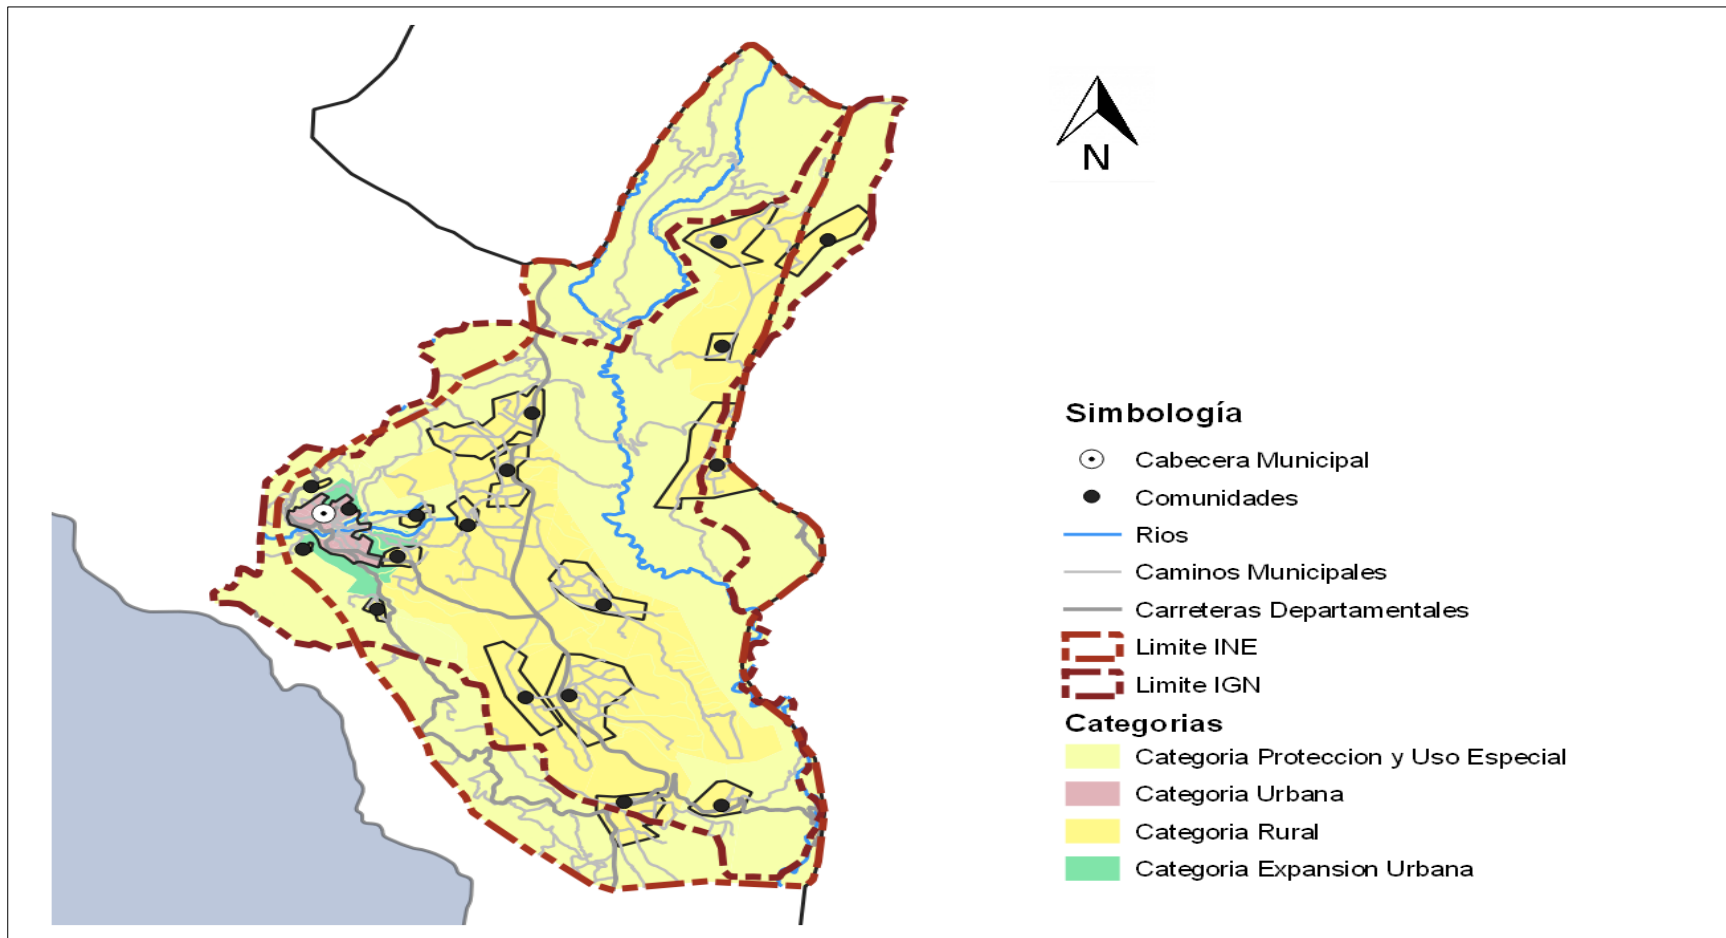 N
Simbología
Cabecera Municipal
Comunidades
Rios
Caminos Municipales
Carreteras Departamentales
Limite INE
Limite IGN
Categorias
Categoria Proteccion y Uso Especial
Categoria Urbana
Categoria Rural
Categoria Expansion Urbana